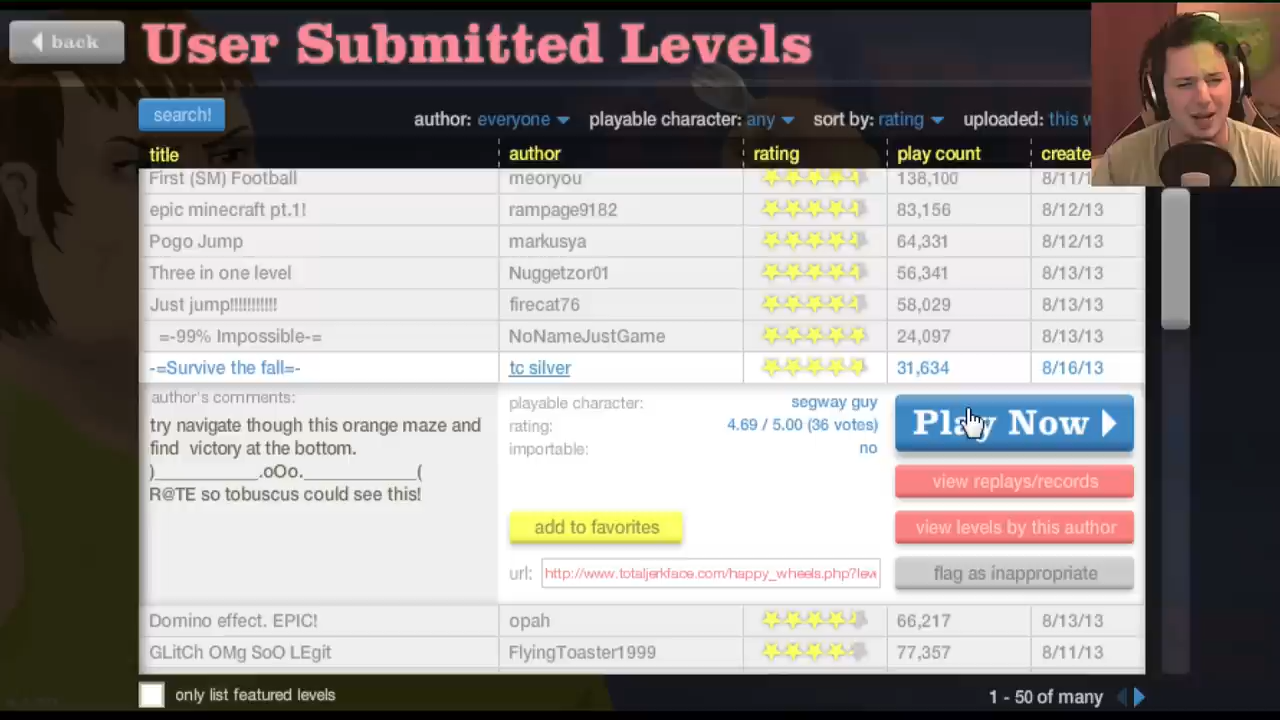 back
User Submitted Levels
search!
author: everyone playable character: any sort by: rating uploaded: this w
title author rating play count create
First (SM) Football meoryou 138,100 8/11/1
epic minecraft pt.1! rampage9182 83,156 8/12/13
Pogo Jump markusya 64,331 8/12/13
Three in one level Nuggetzor01 56,341 8/13/13
Just jump!!!!!!!!!!! firecat76 58,029 8/13/13
=-99% Impossible-= NoNameJustGame 24,097 8/13/13
-=Survive the fall=- tc silver 31,634 8/16/13
author's comments:
try navigate though this orange maze and
find victory at the bottom.
)___________.oOo.____________(
R@TE so tobuscus could see this!
playable character: segway guy
rating: 4.69 / 5.00 (36 votes)
importable: no
add to favorites
url: http://www.totaljerkface.com/happy_wheels.php?leve
Play Now
view replays/records
view levels by this author
flag as inappropriate
Domino effect. EPIC! opah 66,217 8/13/13
GLitCh OMg SoO LEgit FlyingToaster1999 77,357 8/11/13
only list featured levels
1 - 50 of many